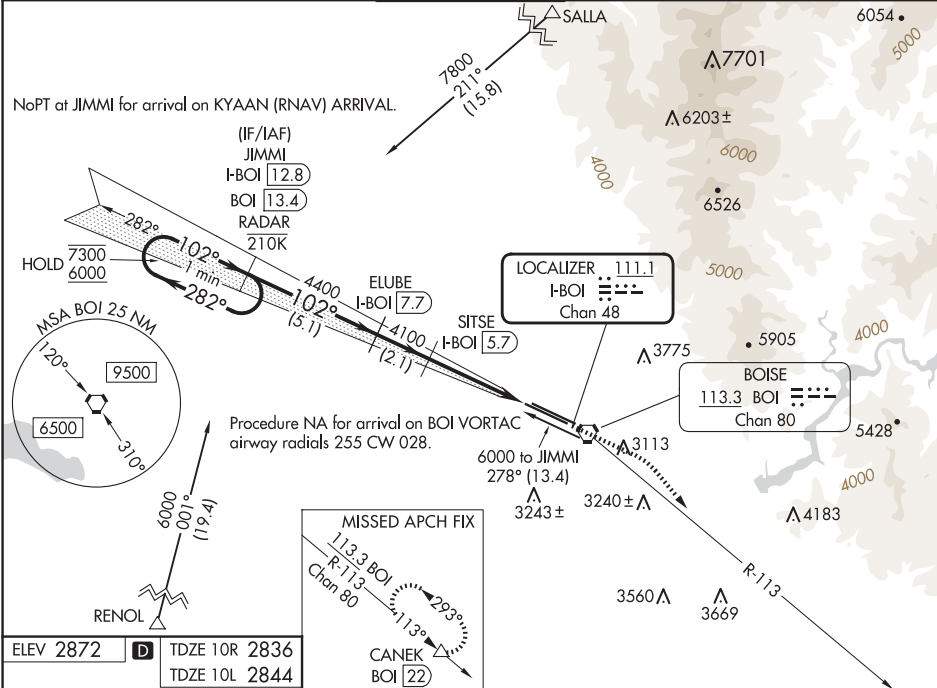 SALLA
6054
5000
7800
211°
(15.8)
7701
NoPT at JIMMI for arrival on KYAAN (RNAV) ARRIVAL.
6203±
6000
4000
6526
(IF/IAF)
JIMMI
I-BOI 12.8
BOI 13.4
RADAR
210K
282°
102°
1 min
282°
HOLD 7300
6000
4400
102°
(5.1)
ELUBE
I-BOI 7.7
4100
(2.1)
SITSE
I-BOI 5.7
LOCALIZER 111.1
I-BOI
Chan 48
5000
5905
4000
3775
BOISE
113.3 BOI
Chan 80
5428
4000
MSA BOI 25 NM
120°
9500
6500
310°
Procedure NA for arrival on BOI VORTAC
airway radials 255 CW 028.
6000 to JIMMI
278° (13.4)
3113
3243±
3240±
4183
6000
001°
(19.4)
RENOL
MISSED APCH FIX
113.3 BOI
R-113
Chan 80
293°
113°
CANEK
BOI 22
R-113
3560
3669
ELEV 2872 D TDZE 10R 2836
TDZE 10L 2844